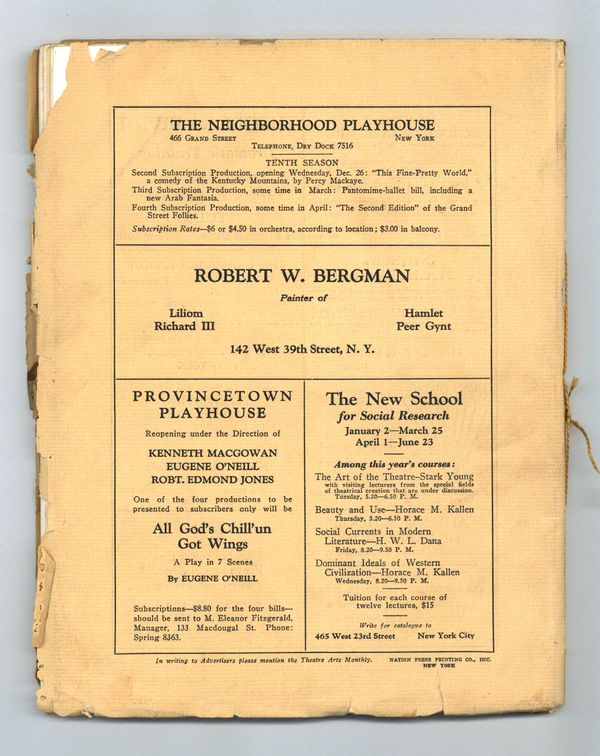 THE NEIGHBORHOOD PLAYHOUSE
466 GRAND STREET NEW YORK
TELEPHONE, DRY DOCK 7516
TENTH SEASON
Second Subscription Production, opening Wednesday, Dec. 26: "This Fine-Pretty World,"
a comedy of the Kentucky Mountains, by Percy Mackaye.
Third Subscription Production, some time in March: Pantomime-ballet bill, including a
new Arab Fantasia.
Fourth Subscription Production, some time in April: "The Second Edition" of the Grand
Street Follies.
Subscription Rates—$6 or $4.50 in orchestra, according to location; $3.00 in balcony.
ROBERT W. BERGMAN
Painter of
Liliom Hamlet
Richard III Peer Gynt
142 West 39th Street, N. Y.
PROVINCETOWN
PLAYHOUSE
Reopening under the Direction of
KENNETH MACGOWAN
EUGENE O'NEILL
ROBT. EDMOND JONES
One of the four productions to be
presented to subscribers only will be
All God's Chill'un
Got Wings
A Play in 7 Scenes
By EUGENE O'NEILL
Subscriptions—$8.80 for the four bills—
should be sent to M. Eleanor Fitzgerald,
Manager, 133 Macdougal St. Phone:
Spring 8363.
The New School
for Social Research
January 2—March 25
April 1—June 23
Among this year's courses:
The Art of the Theatre—Stark Young
with visiting lecturers from the special fields
of theatrical creation that are under discussion.
Tuesday, 5.20—6.50 P. M.
Beauty and Use—Horace M. Kallen
Thursday, 5.20—6.50 P. M.
Social Currents in Modern
Literature—H. W. L. Dana
Friday, 8.20—9.50 P. M.
Dominant Ideals of Western
Civilization—Horace M. Kallen
Wednesday, 8.20—9.50 P. M.
Tuition for each course of
twelve lectures, $15
Write for catalogue to
465 West 23rd Street New York City
In writing to Advertisers please mention the Theatre Arts Monthly. NATION PRESS PRINTING CO., INC.
NEW YORK